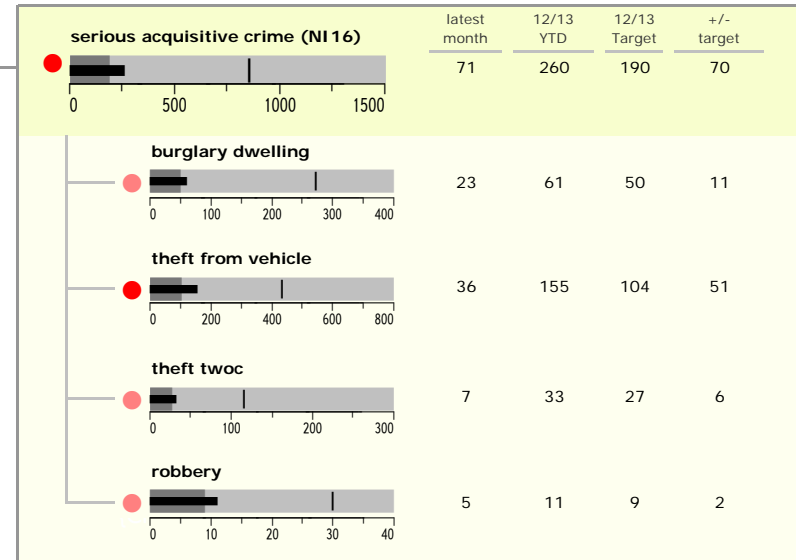 latest 12/13 12/13 +/-
serious acquisitive crime (NI16) month YTD Target target
71 260 190 70
0 500 1000 1500
burglary dwelling
23 61 50 11
0 100 200 300 400
theft from vehicle
36 155 104 51
0 200 400 600 800
theft twoc
7 33 27 6
0 100 200 300
robbery
5 11 9 2
0 10 20 30 40